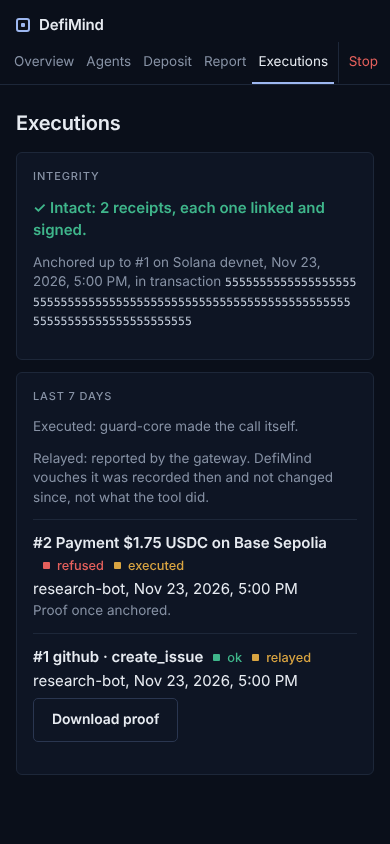 DefiMind
Overview Agents Deposit Report Executions Stop
Executions
INTEGRITY
✓ Intact: 2 receipts, each one linked and
signed.
Anchored up to #1 on Solana devnet, Nov 23,
2026, 5:00 PM, in transaction 5555555555555555555
5555555555555555555555555555555555555555555555
55555555555555555555555
LAST 7 DAYS
Executed: guard-core made the call itself.
Relayed: reported by the gateway. DefiMind
vouches it was recorded then and not changed
since, not what the tool did.
#2 Payment $1.75 USDC on Base Sepolia
refused executed
research-bot, Nov 23, 2026, 5:00 PM
Proof once anchored.
#1 github · create_issue ok relayed
research-bot, Nov 23, 2026, 5:00 PM
Download proof